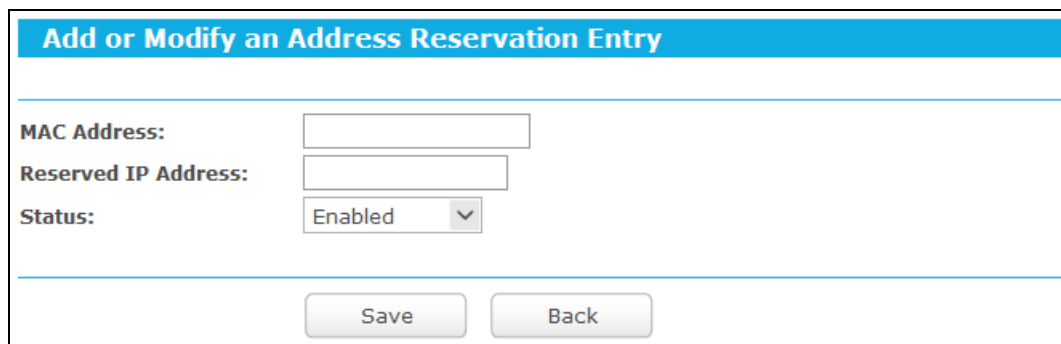 Add or Modify an Address Reservation Entry
MAC Address:
Reserved IP Address:
Status: Enabled
Save Back